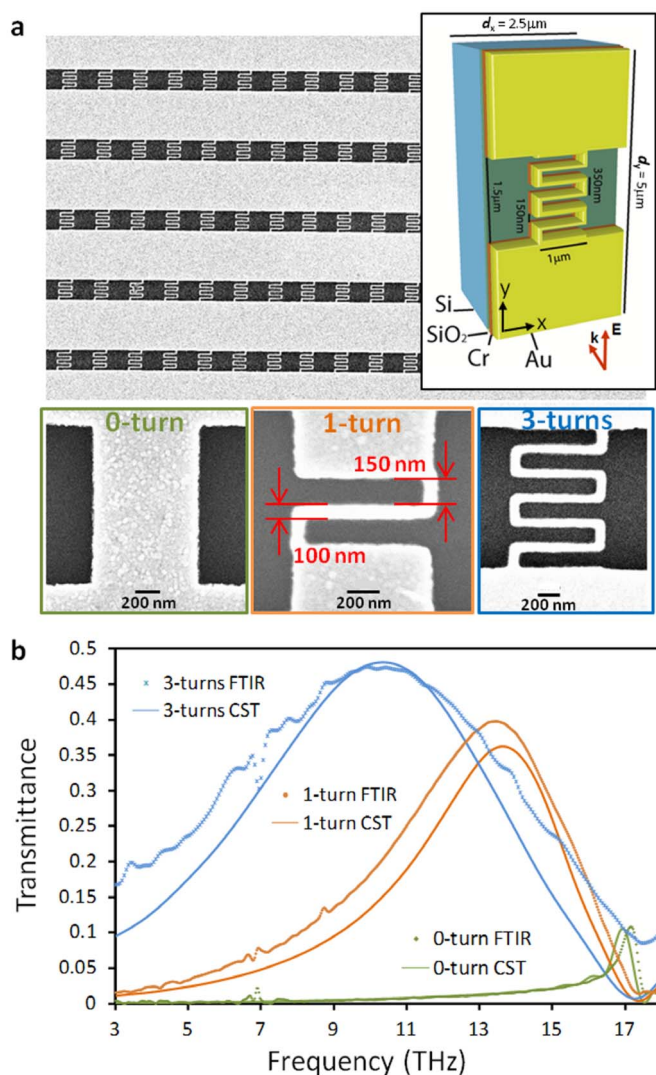 a
dx = 2.5μm
dy = 5μm
1.5μm
150nm
350nm
1μm
Si
SiO2
Cr
Au
y
x
k
E
0-turn
1-turn
3-turns
150 nm
100 nm
200 nm
200 nm
200 nm
b
0.5
0.45
0.4
0.35
0.3
0.25
0.2
0.15
0.1
0.05
0
Transmittance
3-turns FTIR
3-turns CST
1-turn FTIR
1-turn CST
0-turn FTIR
0-turn CST
3 5 7 9 11 13 15 17
Frequency (THz)